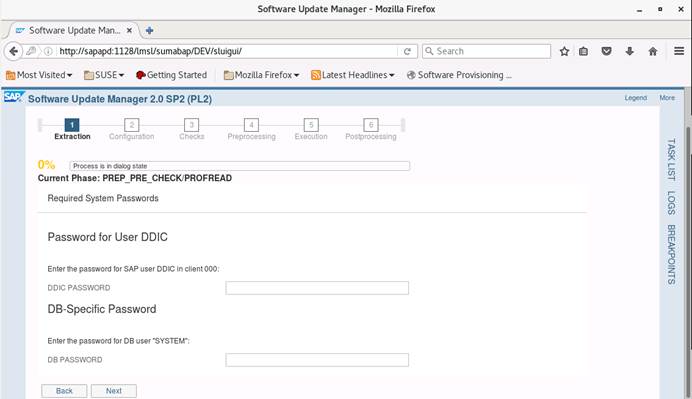 Software Update Manager - Mozilla Firefox
Software Update Man...
http://sapapd:1128/lmsl/sumabap/DEV/sluigui/
Search
Most Visited SUSE Getting Started Mozilla Firefox Latest Headlines Software Provisioning ...
SAP Software Update Manager 2.0 SP2 (PL2) Legend More
1 2 3 4 5 6
Extraction Configuration Checks Preprocessing Execution Postprocessing
0% Process is in dialog state
Current Phase: PREP_PRE_CHECK/PROFREAD
Required System Passwords
Password for User DDIC
Enter the password for SAP user DDIC in client 000:
DDIC PASSWORD
DB-Specific Password
Enter the password for DB user "SYSTEM":
DB PASSWORD
Back Next
TASK LIST
LOGS
BREAKPOINTS